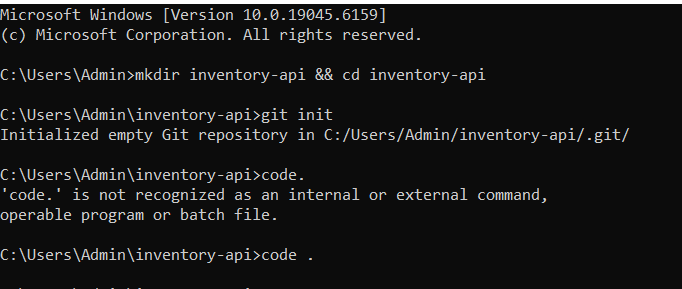 Microsoft Windows [Version 10.0.19045.6159]
(c) Microsoft Corporation. All rights reserved.
C:\Users\Admin>mkdir inventory-api && cd inventory-api
C:\Users\Admin\inventory-api>git init
Initialized empty Git repository in C:/Users/Admin/inventory-api/.git/
C:\Users\Admin\inventory-api>code.
'code.' is not recognized as an internal or external command,
operable program or batch file.
C:\Users\Admin\inventory-api>code .